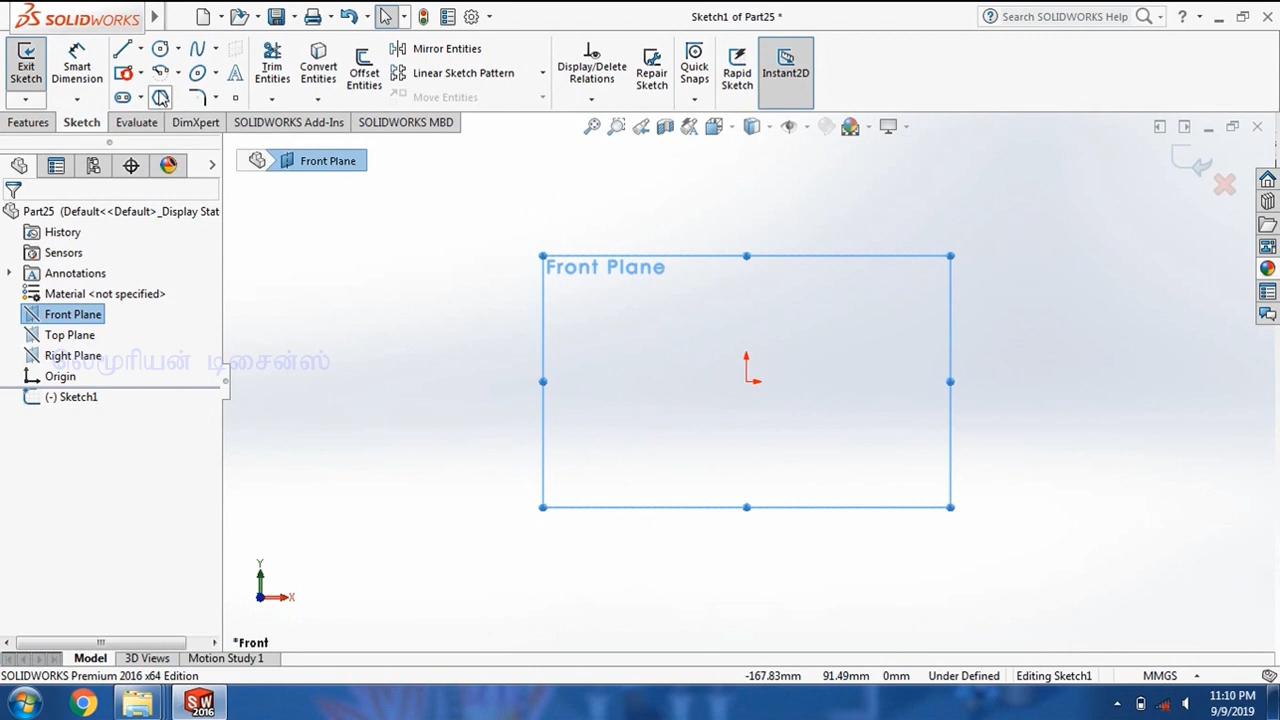 SOLIDWORKS
Sketch1 of Part25 *
Search SOLIDWORKS Help
Exit Sketch
Smart Dimension
Trim Entities
Convert Entities
Offset Entities
Mirror Entities
Linear Sketch Pattern
Move Entities
Display/Delete Relations
Repair Sketch
Quick Snaps
Rapid Sketch
Instant2D
Features
Sketch
Evaluate
DimXpert
SOLIDWORKS Add-Ins
SOLIDWORKS MBD
Front Plane
Part25 (Default<<Default>_Display Stat
History
Sensors
Annotations
Material <not specified>
Front Plane
Top Plane
Right Plane
லெமுரியன் டிசைன்ஸ்
Origin
(-) Sketch1
Front Plane
Y
X
*Front
Model
3D Views
Motion Study 1
SOLIDWORKS Premium 2016 x64 Edition
-167.83mm
91.49mm
0mm
Under Defined
Editing Sketch1
MMGS
SW
2016
11:10 PM
9/9/2019